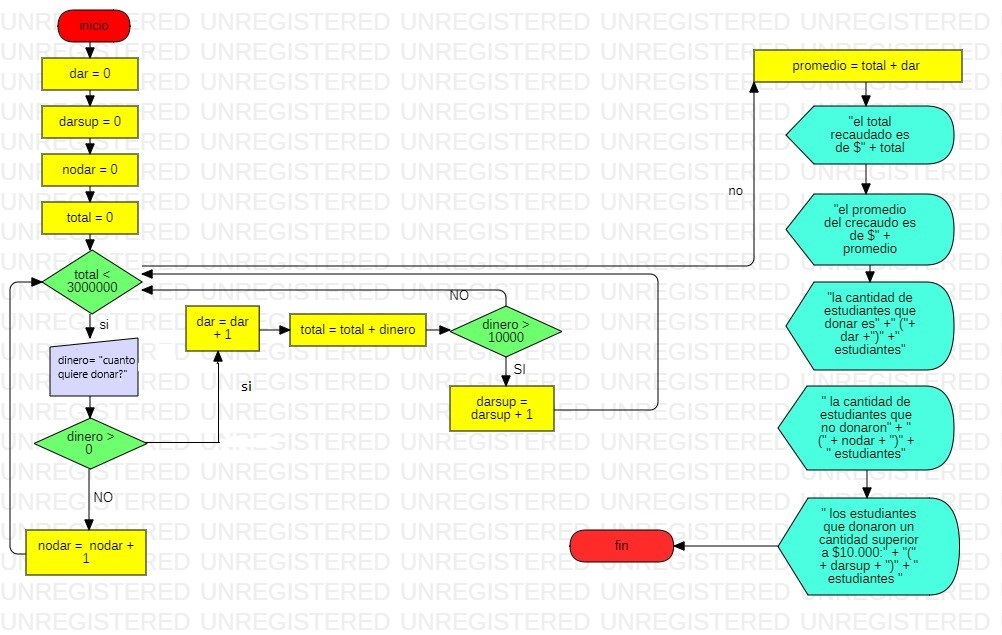 UNREGISTERED UNREGISTERED UNREGISTERED UNREGISTERED UNREGISTERED
inicio
dar = 0
darsup = 0
nodar = 0
total = 0
total <
3000000
si
dinero= "cuanto
quiere donar?"
dinero >
0
NO
nodar = nodar +
1
si
dar = dar
+ 1
total = total + dinero
dinero >
10000
NO
SI
darsup =
darsup + 1
no
promedio = total + dar
"el total
recaudado es
de $" + total
"el promedio
del crecaudo es
de $" +
promedio
"la cantidad de
estudiantes que
donar es" +" ("+
dar +")" +"
estudiantes"
" la cantidad de
estudiantes que
no donaron" + "
(" + nodar + ")" +
" estudiantes"
" los estudiantes
que donaron un
cantidad superior
a $10.000:" + "("
+ darsup + ")" + "
estudiantes "
fin